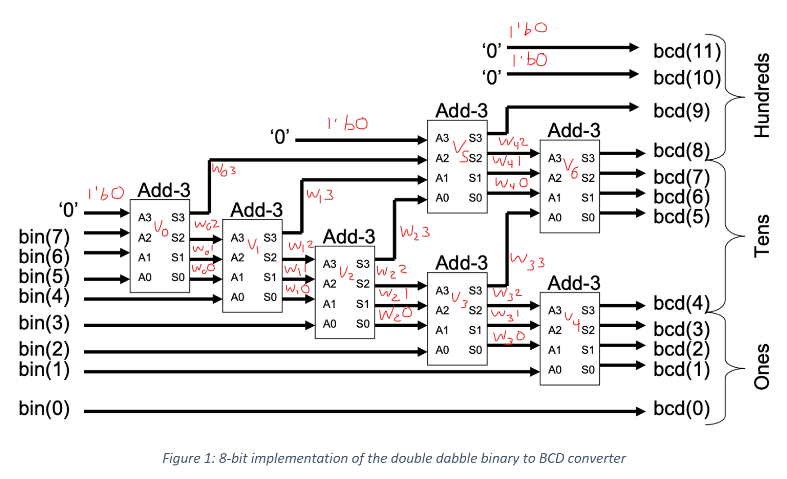 1'b0
'0' bcd(11)
1'b0
'0' bcd(10)
Hundreds
Add-3
bcd(9)
1'b0
'0'
A3 S3
A2 S2
A1 S1
A0 S0
V5
W42
W41
W40
Add-3
A3 S3
A2 S2
A1 S1
A0 S0
V6
bcd(8)
bcd(7)
bcd(6)
bcd(5)
Tens
W03
W13
W23
W33
1'b0
'0'
bin(7)
bin(6)
bin(5)
bin(4)
bin(3)
bin(2)
bin(1)
bin(0)
Add-3
A3 S3
A2 S2
A1 S1
A0 S0
V0
W02
W01
W00
Add-3
A3 S3
A2 S2
A1 S1
A0 S0
V1
W12
W11
W10
Add-3
A3 S3
A2 S2
A1 S1
A0 S0
V2
W22
W21
W20
Add-3
A3 S3
A2 S2
A1 S1
A0 S0
V3
W32
W31
W30
Add-3
A3 S3
A2 S2
A1 S1
A0 S0
V4
bcd(4)
bcd(3)
bcd(2)
bcd(1)
bcd(0)
Ones
Figure 1: 8-bit implementation of the double dabble binary to BCD converter